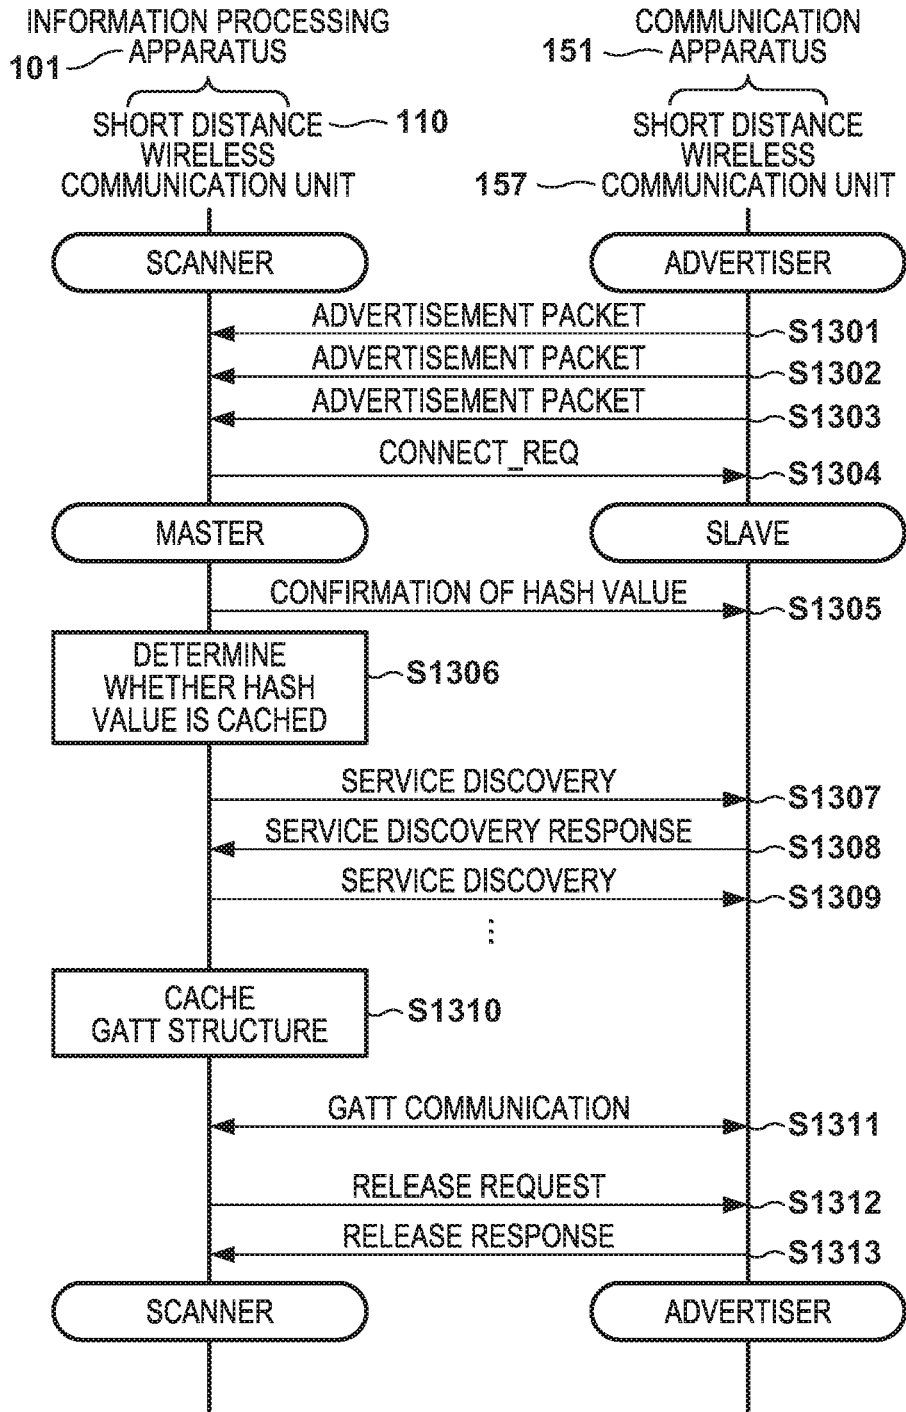 INFORMATION PROCESSING
APPARATUS
101
SHORT DISTANCE
110
WIRELESS
COMMUNICATION UNIT
COMMUNICATION
151
APPARATUS
SHORT DISTANCE
WIRELESS
157
COMMUNICATION UNIT
SCANNER
ADVERTISER
ADVERTISEMENT PACKET
S1301
ADVERTISEMENT PACKET
S1302
ADVERTISEMENT PACKET
S1303
CONNECT_REQ
S1304
MASTER
SLAVE
CONFIRMATION OF HASH VALUE
S1305
DETERMINE
WHETHER HASH
VALUE IS CACHED
S1306
SERVICE DISCOVERY
S1307
SERVICE DISCOVERY RESPONSE
S1308
SERVICE DISCOVERY
S1309
⋮
CACHE
GATT STRUCTURE
S1310
GATT COMMUNICATION
S1311
RELEASE REQUEST
S1312
RELEASE RESPONSE
S1313
SCANNER
ADVERTISER